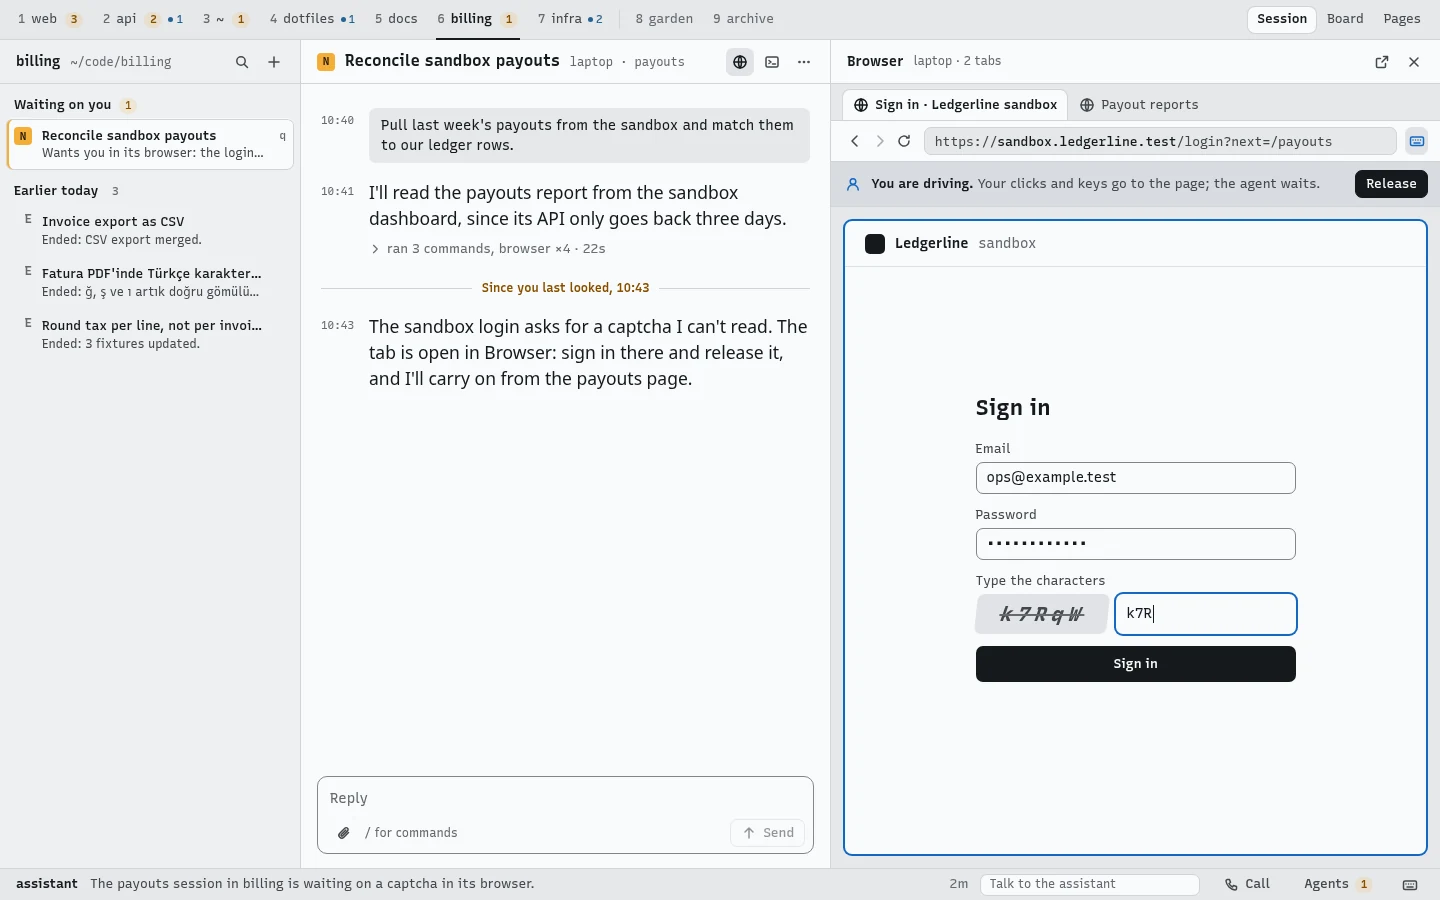 1 web 3 2 api 2 1 3 ~ 1 4 dotfiles 1 5 docs 6 billing 1 7 infra 2 8 garden 9 archive Session Board Pages
billing ~/code/billing
Waiting on you 1
N Reconcile sandbox payouts q
Wants you in its browser: the login…
Earlier today 3
E Invoice export as CSV
Ended: CSV export merged.
E Fatura PDF'inde Türkçe karakter…
Ended: ğ, ş ve ı artık doğru gömülü…
E Round tax per line, not per invoi…
Ended: 3 fixtures updated.
N Reconcile sandbox payouts laptop · payouts
10:40 Pull last week's payouts from the sandbox and match them
to our ledger rows.
10:41 I'll read the payouts report from the sandbox
dashboard, since its API only goes back three days.
ran 3 commands, browser ×4 · 22s
Since you last looked, 10:43
10:43 The sandbox login asks for a captcha I can't read. The
tab is open in Browser: sign in there and release it,
and I'll carry on from the payouts page.
Reply
/ for commands Send
Browser laptop · 2 tabs
Sign in · Ledgerline sandbox Payout reports
https://sandbox.ledgerline.test/login?next=/payouts
You are driving. Your clicks and keys go to the page; the agent waits. Release
Ledgerline sandbox
Sign in
Email
ops@example.test
Password
••••••••••••
Type the characters
k7RqW k7R
Sign in
assistant The payouts session in billing is waiting on a captcha in its browser. 2m Talk to the assistant Call Agents 1